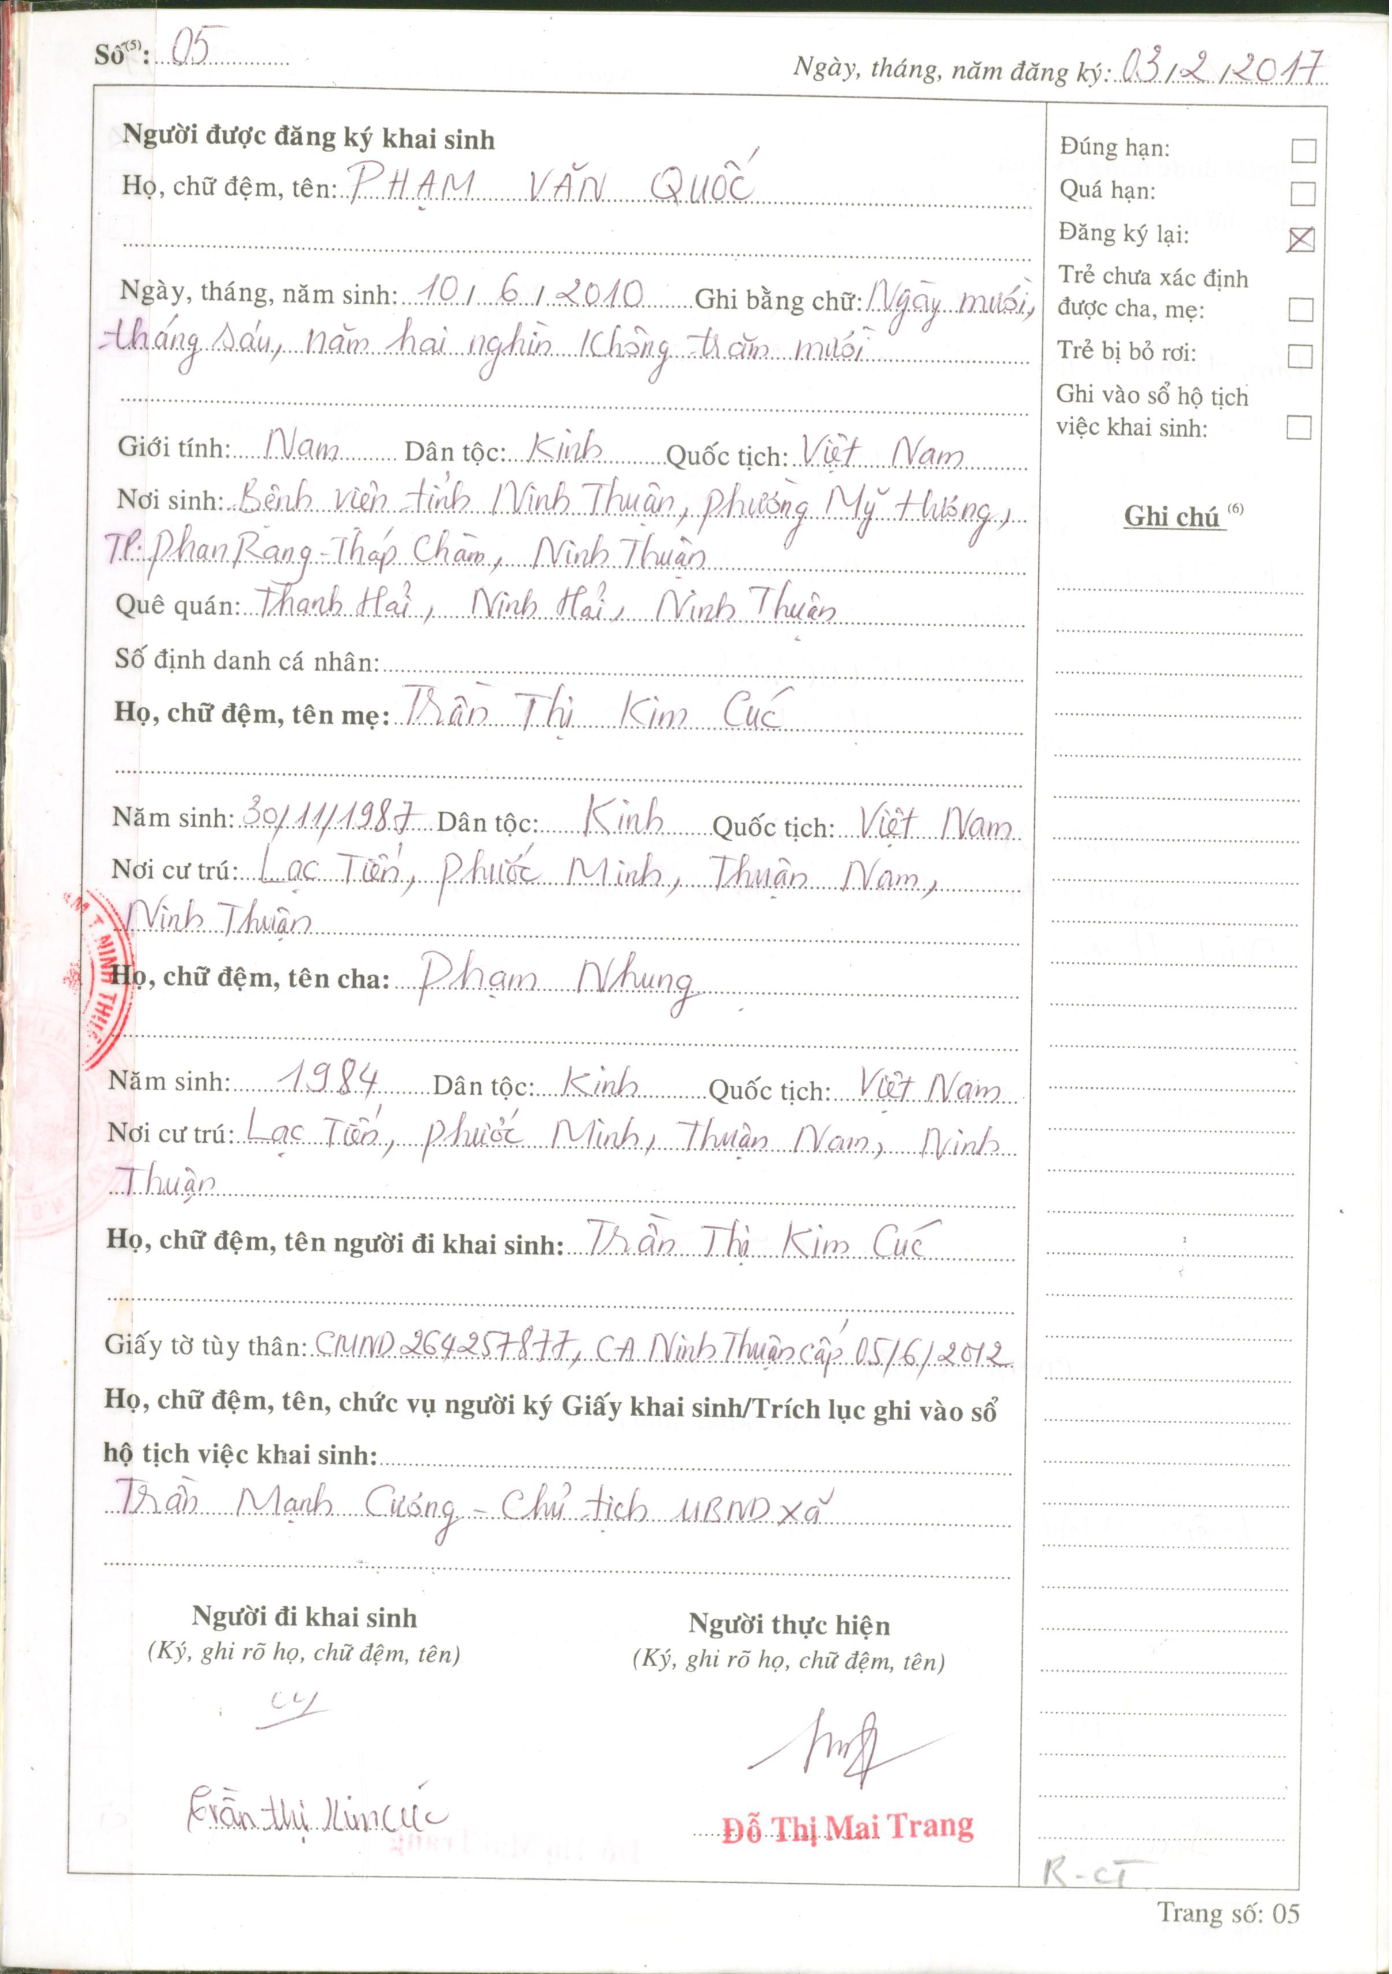 Số(5): 05
Ngày, tháng, năm đăng ký: 03/2/2017
Người được đăng ký khai sinh
Họ, chữ đệm, tên: PHẠM VĂN QUỐC
Ngày, tháng, năm sinh: 10/6/2010 Ghi bằng chữ: Ngày mười,
tháng sáu, năm hai nghìn không trăm mười
Giới tính: Nam Dân tộc: Kinh Quốc tịch: Việt Nam
Nơi sinh: Bệnh viện tỉnh Ninh Thuận, phường Mỹ Hương,
TP. Phan Rang - Tháp Chàm, Ninh Thuận
Quê quán: Thanh Hải, Ninh Hải, Ninh Thuận
Số định danh cá nhân:
Họ, chữ đệm, tên mẹ: Trần Thị Kim Cúc
Năm sinh: 30/11/1987 Dân tộc: Kinh Quốc tịch: Việt Nam
Nơi cư trú: Lạc Tiến, Phước Minh, Thuận Nam,
Ninh Thuận
Họ, chữ đệm, tên cha: Phạm Nhung
Năm sinh: 1984 Dân tộc: Kinh Quốc tịch: Việt Nam
Nơi cư trú: Lạc Tiến, Phước Minh, Thuận Nam, Ninh
Thuận
Họ, chữ đệm, tên người đi khai sinh: Trần Thị Kim Cúc
Giấy tờ tùy thân: CMND 264257877, CA Ninh Thuận cấp 05/6/2012
Họ, chữ đệm, tên, chức vụ người ký Giấy khai sinh/Trích lục ghi vào sổ
hộ tịch việc khai sinh:
Trần Mạnh Cường - Chủ tịch UBND xã
Người đi khai sinh
(Ký, ghi rõ họ, chữ đệm, tên)
Trần thị Kim Cúc
Người thực hiện
(Ký, ghi rõ họ, chữ đệm, tên)
Đỗ Thị Mai Trang
Đúng hạn:
Quá hạn:
Đăng ký lại:
Trẻ chưa xác định
được cha, mẹ:
Trẻ bị bỏ rơi:
Ghi vào sổ hộ tịch
việc khai sinh:
Ghi chú (6)
R-CT
Trang số: 05